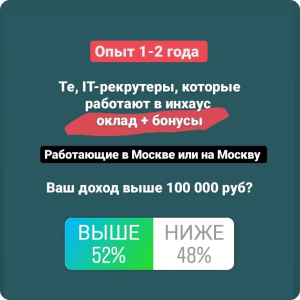 Опыт 1-2 года
Те, IT-рекрутеры, которые
работают в инхаус
оклад + бонусы
Работающие в Москве или на Москву
Ваш доход выше 100 000 руб?
ВЫШЕ НИЖЕ
52% 48%